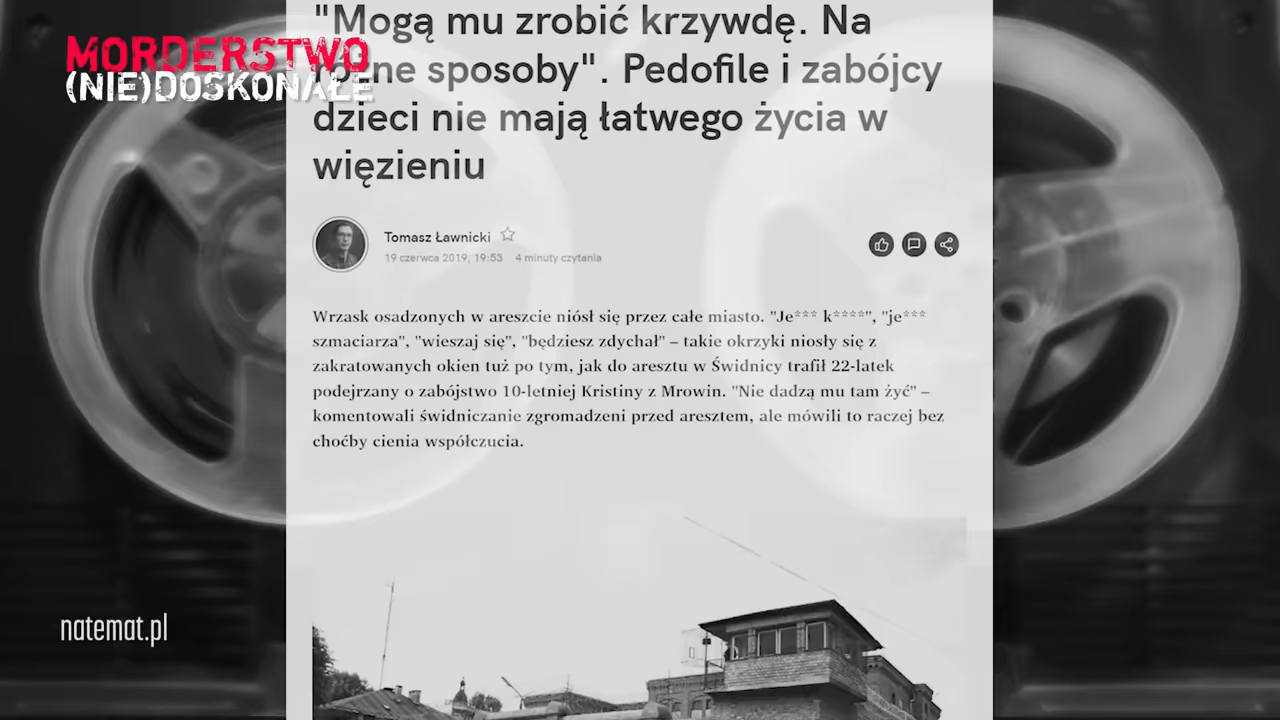 MORDERSTWO
(NIE)DOSKONAŁE
"Mogą mu zrobić krzywdę. Na
różne sposoby". Pedofile i zabójcy
dzieci nie mają łatwego życia w
więzieniu
Tomasz Ławnicki
19 czerwca 2019, 19:53 4 minuty czytania
Wrzask osadzonych w areszcie niósł się przez całe miasto. "Je*** k****", "je***
szmaciarza", "wieszaj się", "będziesz zdychał" – takie okrzyki niosły się z
zakratowanych okien tuż po tym, jak do aresztu w Świdnicy trafił 22-latek
podejrzany o zabójstwo 10-letniej Kristiny z Mrowin. "Nie dadzą mu tam żyć" –
komentowali świdniczanie zgromadzeni przed aresztem, ale mówili to raczej bez
choćby cienia współczucia.
natemat.pl